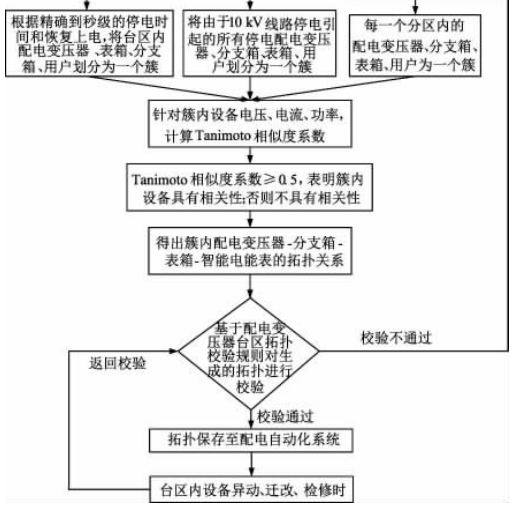 根据精确到秒级的停电时
间和恢复上电,将台区内
配电变压器、表箱、分支
箱、用户划分为一个簇
将由于10 kV线路停电引
起的所有停电配电变压
器、分支箱、表箱、用
户划分为一个簇
每一个分区内的
配电变压器、分支箱、
表箱、用户为一个簇
针对簇内设备电压、电流、功率,
计算Tanimoto相似度系数
Tanimoto 相似度系数≥0.5,表明簇内
设备具有相关性;否则不具有相关性
得出簇内配电变压器-分支箱-
表箱-智能电能表的拓扑关系
基于配电变
压器台区拓扑
校验规则对生
成的拓扑进行
校验
校验不通过
返回校验
校验通过
拓扑保存至配电自动化系统
台区内设备异动、迁改、检修时